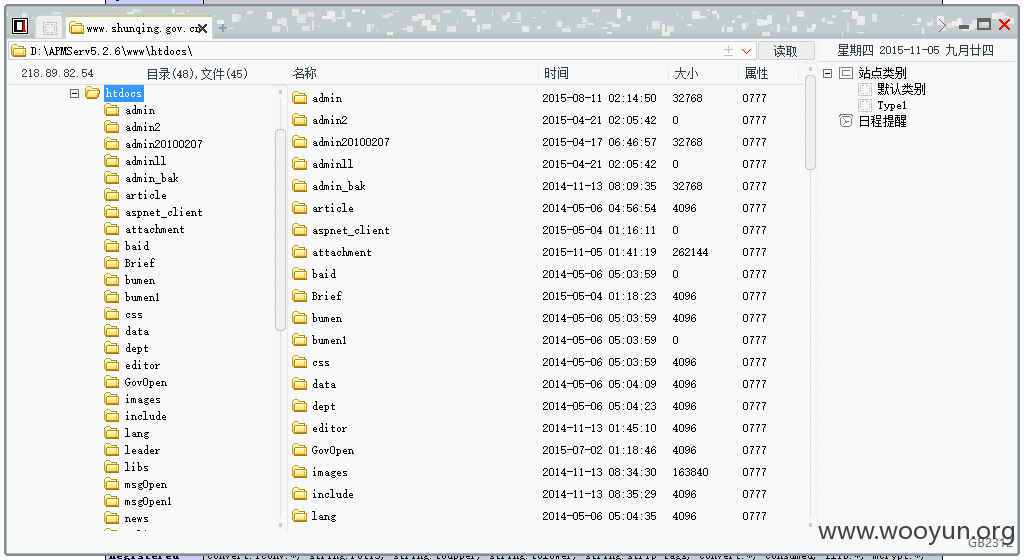 www.shunqing.gov.cn
D:\APMServ5.2.6\www\htdocs\ 读取 星期四 2015-11-05 九月廿四
218.89.82.54 目录(48),文件(45) 名称 时间 大小 属性
站点类别
默认类别
Type1
日程提醒
htdocs
admin
admin2
admin20100207
adminll
admin_bak
article
aspnet_client
attachment
baid
Brief
bumen
bumen1
css
data
dept
editor
GovOpen
images
include
lang
leader
libs
msgOpen
msgOpen1
news
admin 2015-08-11 02:14:50 32768 0777
admin2 2015-04-21 02:05:42 0 0777
admin20100207 2015-04-17 06:46:57 32768 0777
adminll 2015-04-21 02:05:42 0 0777
admin_bak 2014-11-13 08:09:35 32768 0777
article 2014-05-06 04:56:54 4096 0777
aspnet_client 2015-05-04 01:16:11 0 0777
attachment 2015-11-05 01:41:19 262144 0777
baid 2014-05-06 05:03:59 0 0777
Brief 2015-05-04 01:18:23 4096 0777
bumen 2014-05-06 05:03:59 4096 0777
bumen1 2014-05-06 05:03:59 0 0777
css 2014-05-06 05:03:59 4096 0777
data 2014-05-06 05:04:09 4096 0777
dept 2014-05-06 05:04:23 4096 0777
editor 2014-11-13 01:45:10 4096 0777
GovOpen 2015-07-02 01:18:46 4096 0777
images 2014-11-13 08:34:30 163840 0777
include 2014-11-13 08:35:29 4096 0777
lang 2014-05-06 05:04:35 4096 0777
www.wooyun.org
GB2312